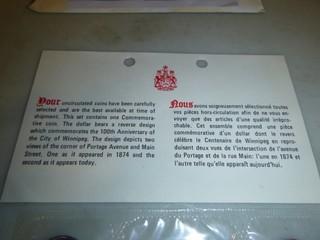 Your uncirculated coins have been carefully
selected and are the best available at time of
shipment. This set contains one Commemora-
tive coin. The dollar bears a reverse design
which commemorates the 100th Anniversary of
the City of Winnipeg. The design depicts two
views of the corner of Portage Avenue and Main
Street. One as it appeared in 1874 and the
second as it appears today.
Nous avons soigneusement sélectionné toutes
vos pièces hors-circulation afin de ne vous en-
voyer que des articles d'une qualité irrépro-
chable. Cet ensemble comprend une pièce
commémorative d'un dollar dont le revers
célèbre le Centenaire de Winnipeg en repro-
duisant deux vues de l'intersection de l'avenue
du Portage et de la rue Main: l'une en 1874 et
l'autre telle qu'elle apparaît aujourd'hui.